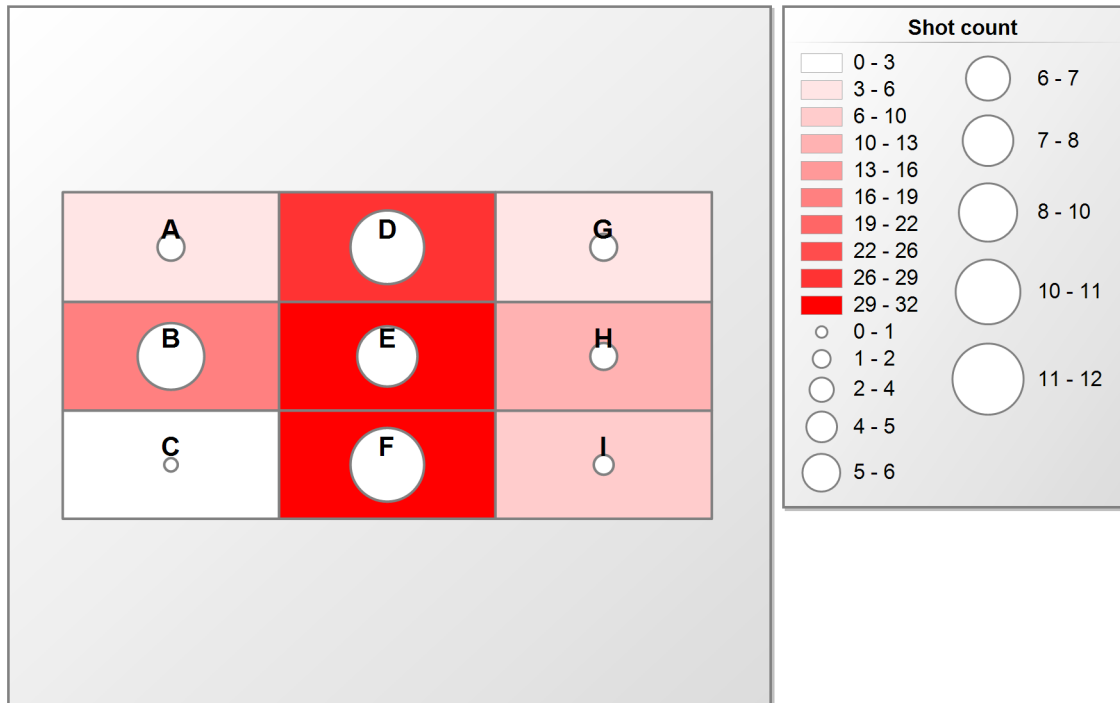 Shot count
0 - 3
3 - 6
6 - 10
10 - 13
13 - 16
16 - 19
19 - 22
22 - 26
26 - 29
29 - 32
0 - 1
1 - 2
2 - 4
4 - 5
5 - 6
6 - 7
7 - 8
8 - 10
10 - 11
11 - 12
A D G
B E H
C F I